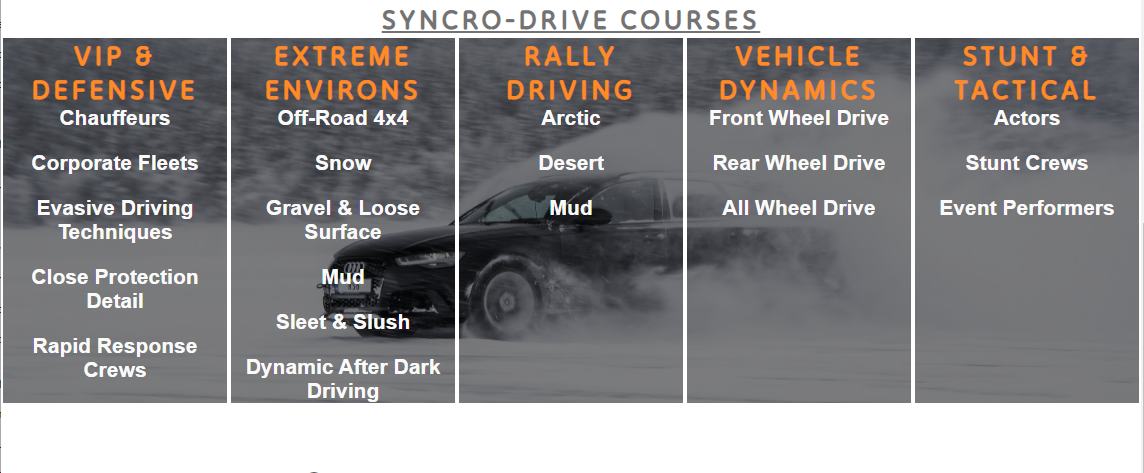 SYNCRO-DRIVE COURSES
VIP &
DEFENSIVE
Chauffeurs
Corporate Fleets
Evasive Driving
Techniques
Close Protection
Detail
Rapid Response
Crews
EXTREME
ENVIRONS
Off-Road 4x4
Snow
Gravel & Loose
Surface
Mud
Sleet & Slush
Dynamic After Dark
Driving
RALLY
DRIVING
Arctic
Desert
Mud
VEHICLE
DYNAMICS
Front Wheel Drive
Rear Wheel Drive
All Wheel Drive
STUNT &
TACTICAL
Actors
Stunt Crews
Event Performers